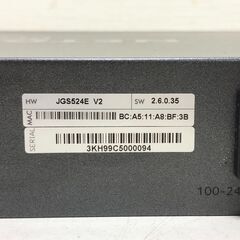 HW JGS524E V2 SW 2.6.0.35
MAC BC:A5:11:A8:BF:3B
SERIAL
3KH99C5000094
100-24